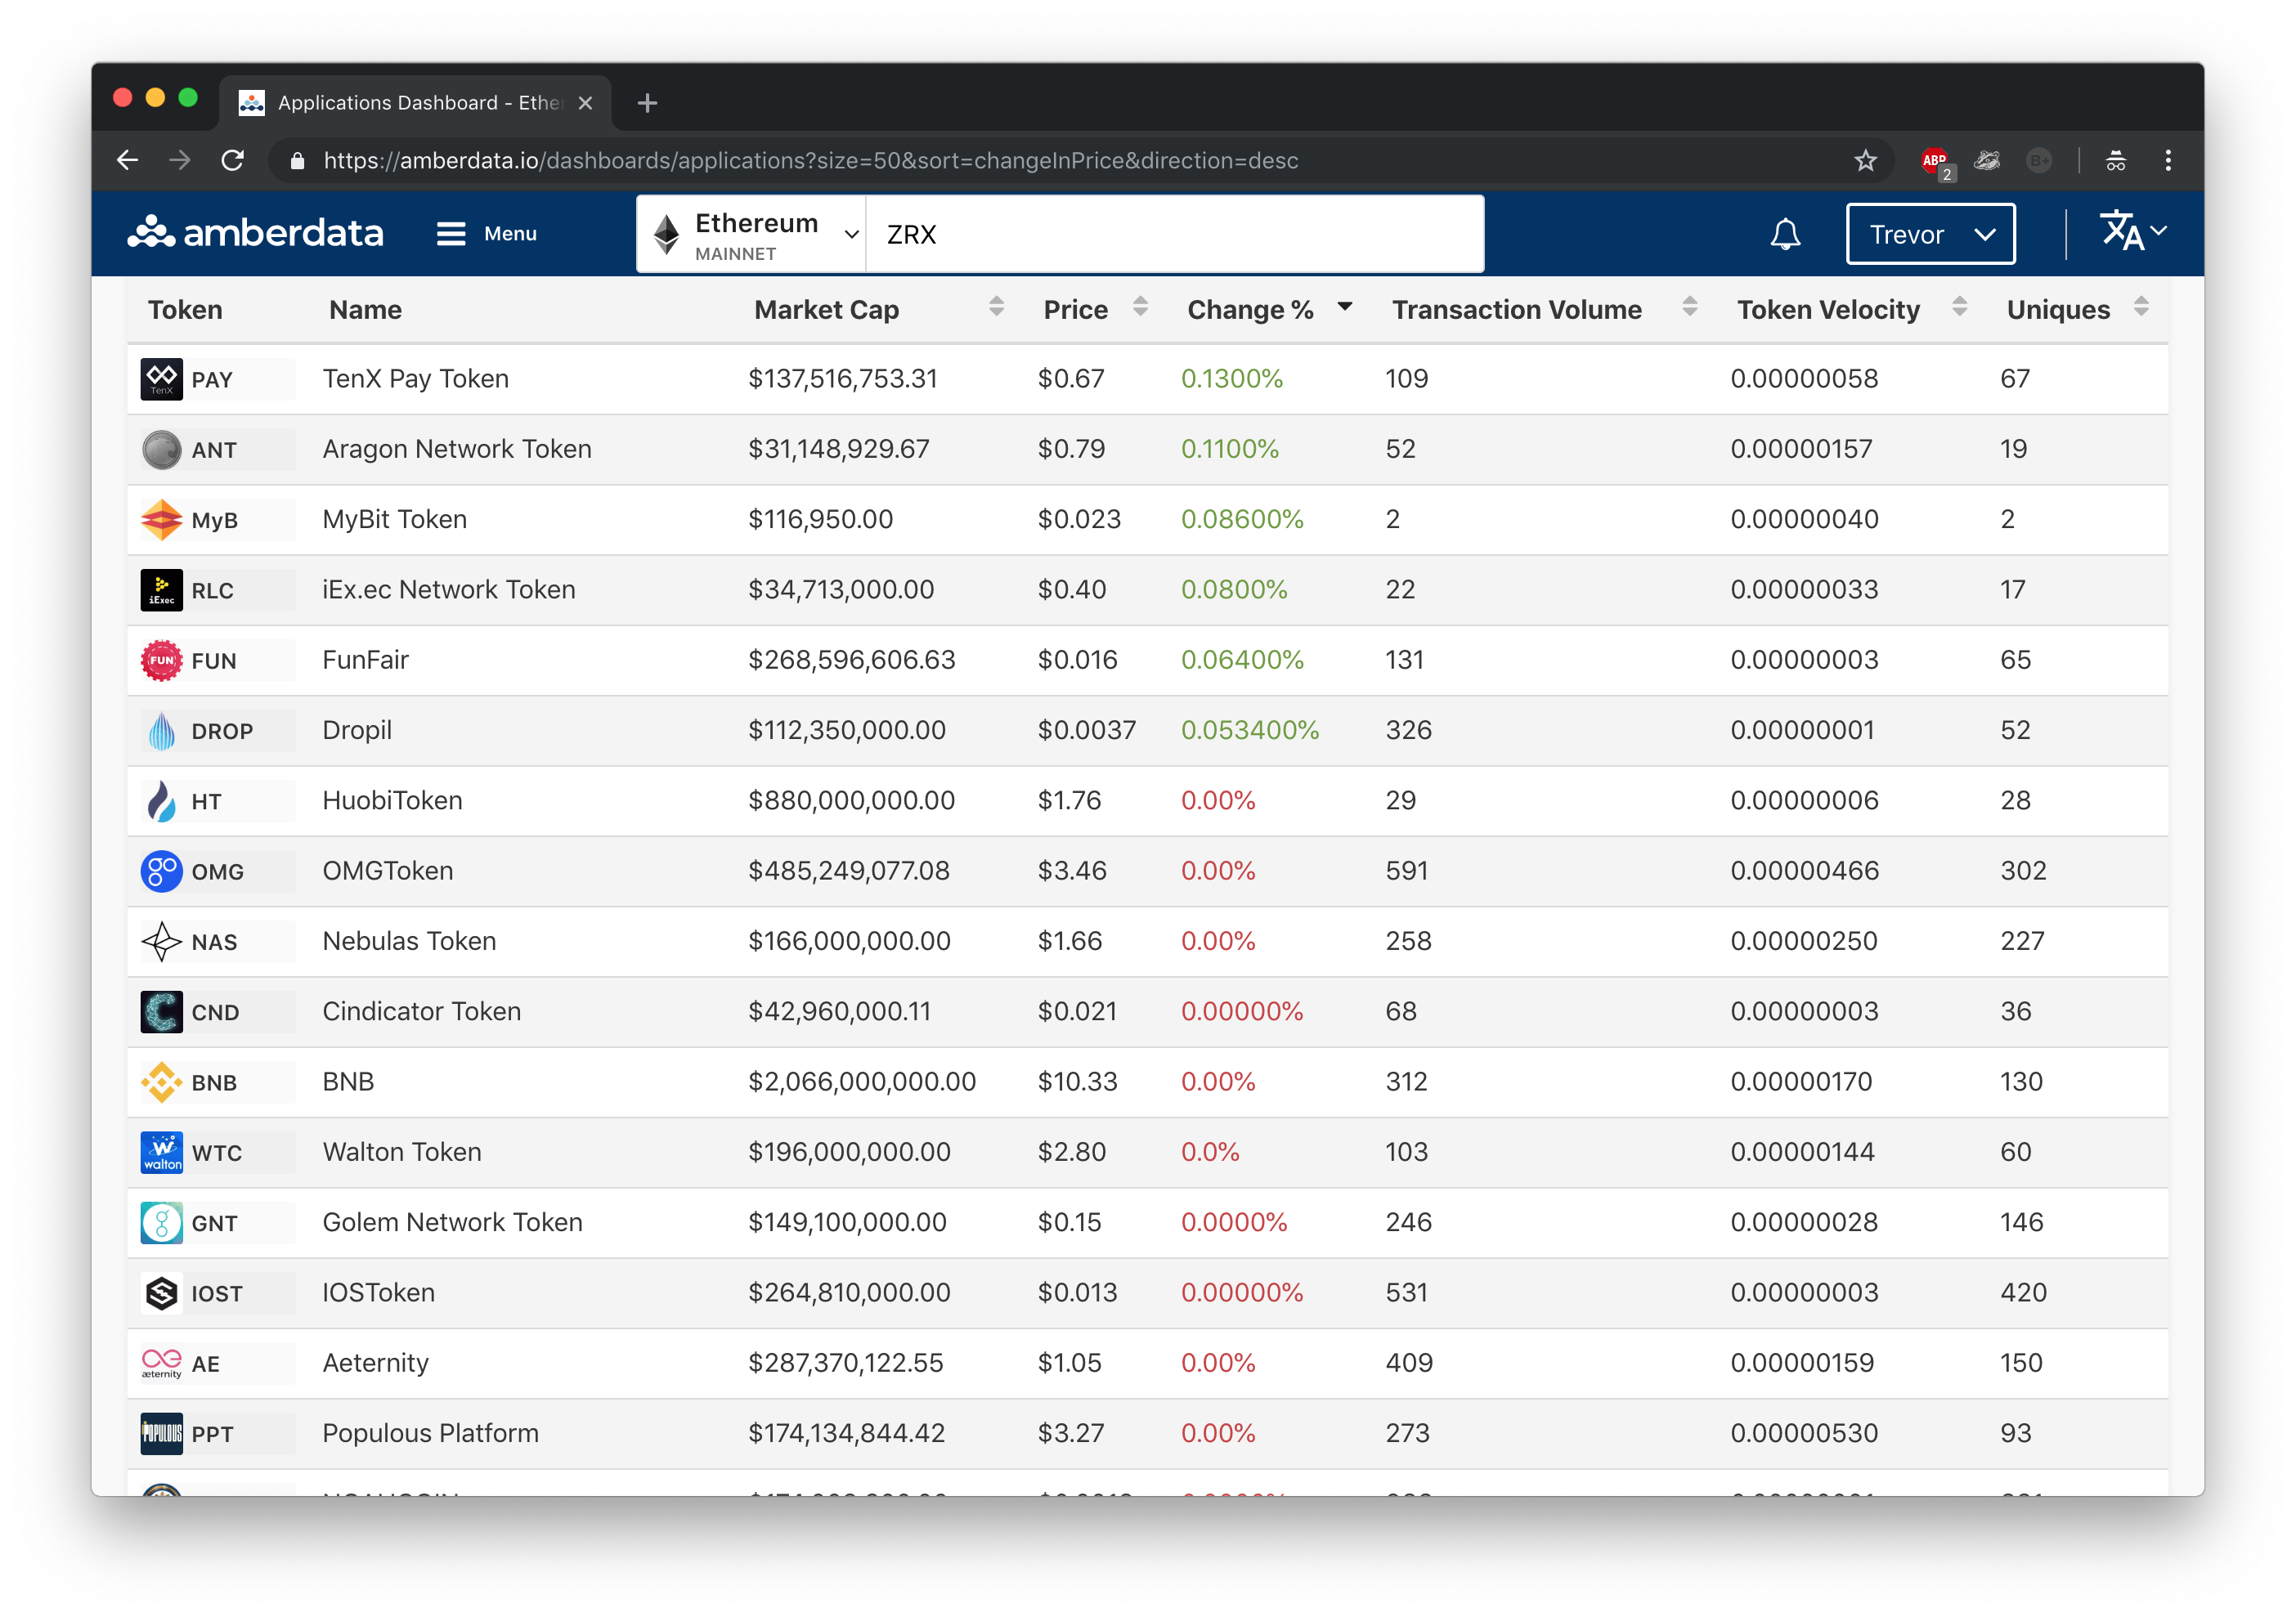 Applications Dashboard - Ether
https://amberdata.io/dashboards/applications?size=50&sort=changeInPrice&direction=desc
ABP 2 B+
amberdata Menu Ethereum MAINNET ZRX Trevor
Token Name Market Cap Price Change % Transaction Volume Token Velocity Uniques
TenX PAY TenX Pay Token $137,516,753.31 $0.67 0.1300% 109 0.00000058 67
ANT Aragon Network Token $31,148,929.67 $0.79 0.1100% 52 0.00000157 19
MyB MyBit Token $116,950.00 $0.023 0.08600% 2 0.00000040 2
iExec RLC iEx.ec Network Token $34,713,000.00 $0.40 0.0800% 22 0.00000033 17
FUN FUN FunFair $268,596,606.63 $0.016 0.06400% 131 0.00000003 65
DROP Dropil $112,350,000.00 $0.0037 0.053400% 326 0.00000001 52
HT HuobiToken $880,000,000.00 $1.76 0.00% 29 0.00000006 28
OMG OMGToken $485,249,077.08 $3.46 0.00% 591 0.00000466 302
NAS Nebulas Token $166,000,000.00 $1.66 0.00% 258 0.00000250 227
CND Cindicator Token $42,960,000.11 $0.021 0.00000% 68 0.00000003 36
BNB BNB $2,066,000,000.00 $10.33 0.00% 312 0.00000170 130
walton WTC Walton Token $196,000,000.00 $2.80 0.0% 103 0.00000144 60
GNT Golem Network Token $149,100,000.00 $0.15 0.0000% 246 0.00000028 146
IOST IOSToken $264,810,000.00 $0.013 0.00000% 531 0.00000003 420
æternity AE Aeternity $287,370,122.55 $1.05 0.00% 409 0.00000159 150
POPULOUS PPT Populous Platform $174,134,844.42 $3.27 0.00% 273 0.00000530 93